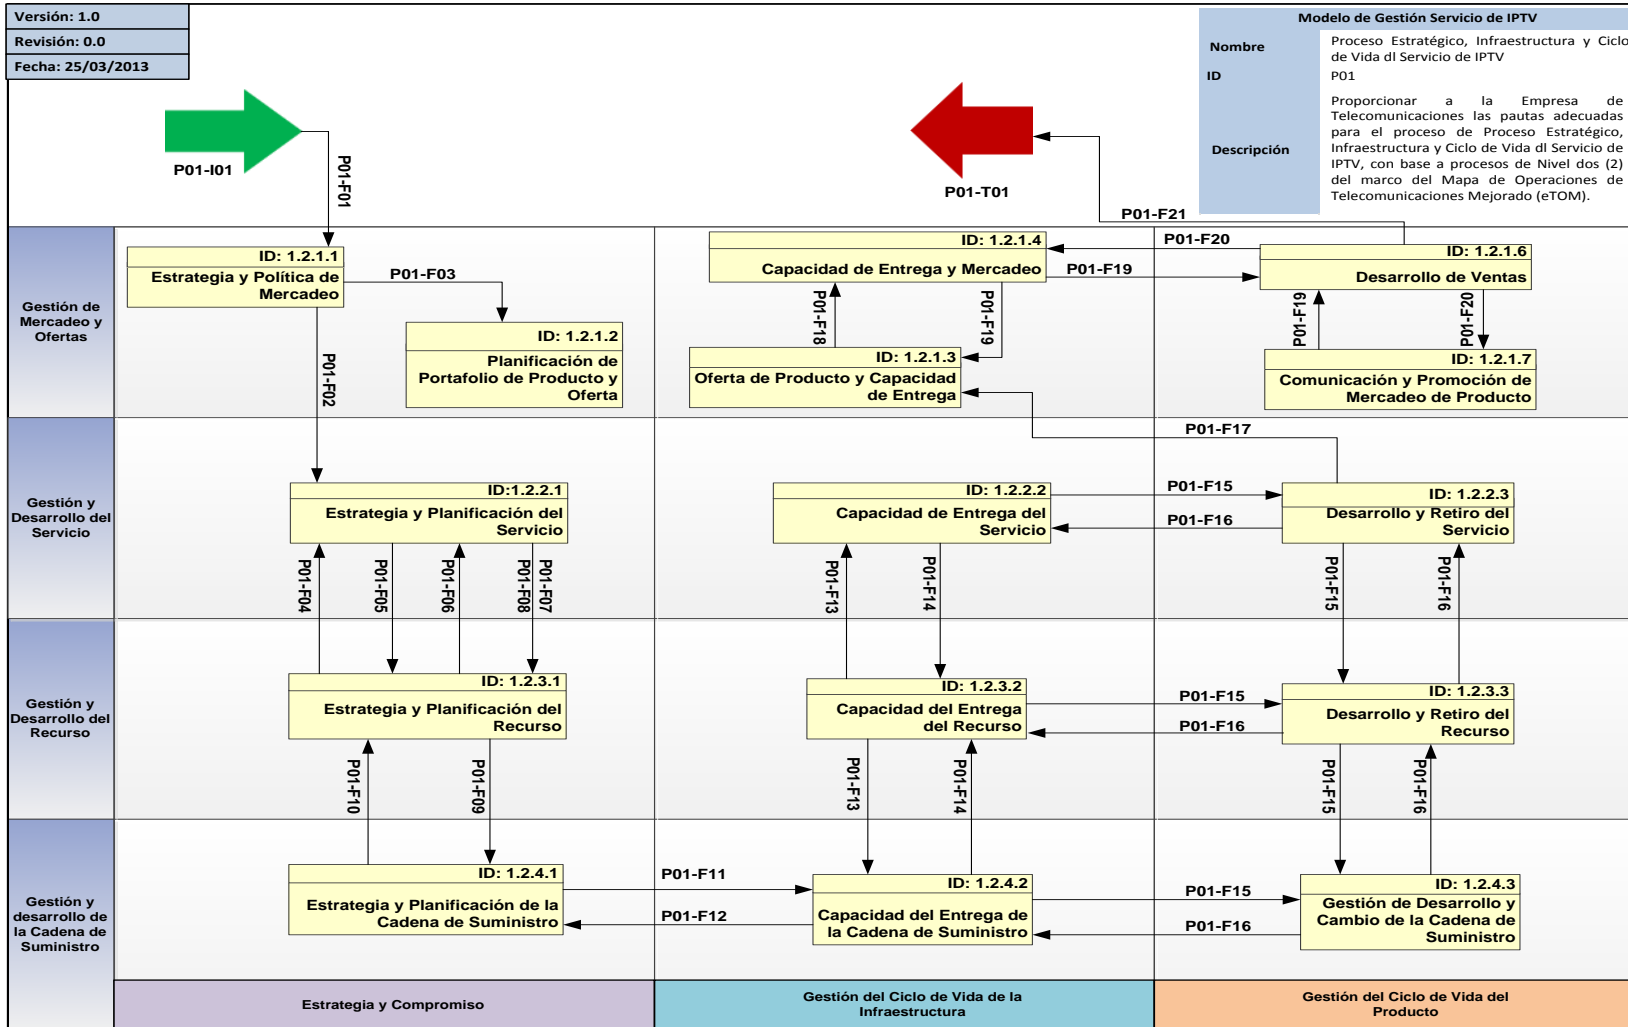 Versión: 1.0
Revisión: 0.0
Fecha: 25/03/2013
Modelo de Gestión Servicio de IPTV
Nombre
Proceso Estratégico, Infraestructura y Ciclo
de Vida dl Servicio de IPTV
ID
P01
Descripción
Proporcionar a la Empresa de
Telecomunicaciones las pautas adecuadas
para el proceso de Proceso Estratégico,
Infraestructura y Ciclo de Vida dl Servicio de
IPTV, con base a procesos de Nivel dos (2)
del marco del Mapa de Operaciones de
Telecomunicaciones Mejorado (eTOM).
P01-I01
P01-F01
P01-T01
P01-F21
Gestión de
Mercadeo y
Ofertas
ID: 1.2.1.1
Estrategia y Política de
Mercadeo
P01-F03
P01-F02
ID: 1.2.1.2
Planificación de
Portafolio de Producto y
Oferta
ID: 1.2.1.4
Capacidad de Entrega y Mercadeo
P01-F20
P01-F19
P01-F18
P01-F19
ID: 1.2.1.3
Oferta de Producto y Capacidad
de Entrega
ID: 1.2.1.6
Desarrollo de Ventas
P01-F19
P01-F20
ID: 1.2.1.7
Comunicación y Promoción de
Mercadeo de Producto
P01-F17
Gestión y
Desarrollo del
Servicio
ID:1.2.2.1
Estrategia y Planificación del
Servicio
P01-F04
P01-F05
P01-F06
P01-F08
P01-F07
ID: 1.2.2.2
Capacidad de Entrega del
Servicio
P01-F15
P01-F16
P01-F13
P01-F14
ID: 1.2.2.3
Desarrollo y Retiro del
Servicio
P01-F15
P01-F16
Gestión y
Desarrollo del
Recurso
ID: 1.2.3.1
Estrategia y Planificación del
Recurso
P01-F10
P01-F09
ID: 1.2.3.2
Capacidad del Entrega
del Recurso
P01-F15
P01-F16
P01-F13
P01-F14
ID: 1.2.3.3
Desarrollo y Retiro del
Recurso
P01-F15
P01-F16
Gestión y
desarrollo de
la Cadena de
Suministro
ID: 1.2.4.1
Estrategia y Planificación de la
Cadena de Suministro
P01-F11
P01-F12
ID: 1.2.4.2
Capacidad del Entrega de
la Cadena de Suministro
P01-F15
P01-F16
ID: 1.2.4.3
Gestión de Desarrollo y
Cambio de la Cadena de
Suministro
Estrategia y Compromiso
Gestión del Ciclo de Vida de la
Infraestructura
Gestión del Ciclo de Vida del
Producto